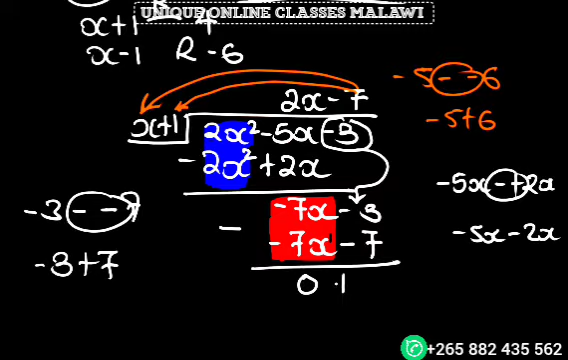 UNIQUE ONLINE CLASSES MALAWI
x+1
x-1 R -6
- 5 - - 6
2x - 7
- 5 + 6
x+1 2x² - 5x - 3
- 2x² + 2x
-5x - + 2x
-3 - - 7
-7x - 3
-5x - 2x
- -7x - 7
-3 + 7
0 · 1
+265 882 435 562